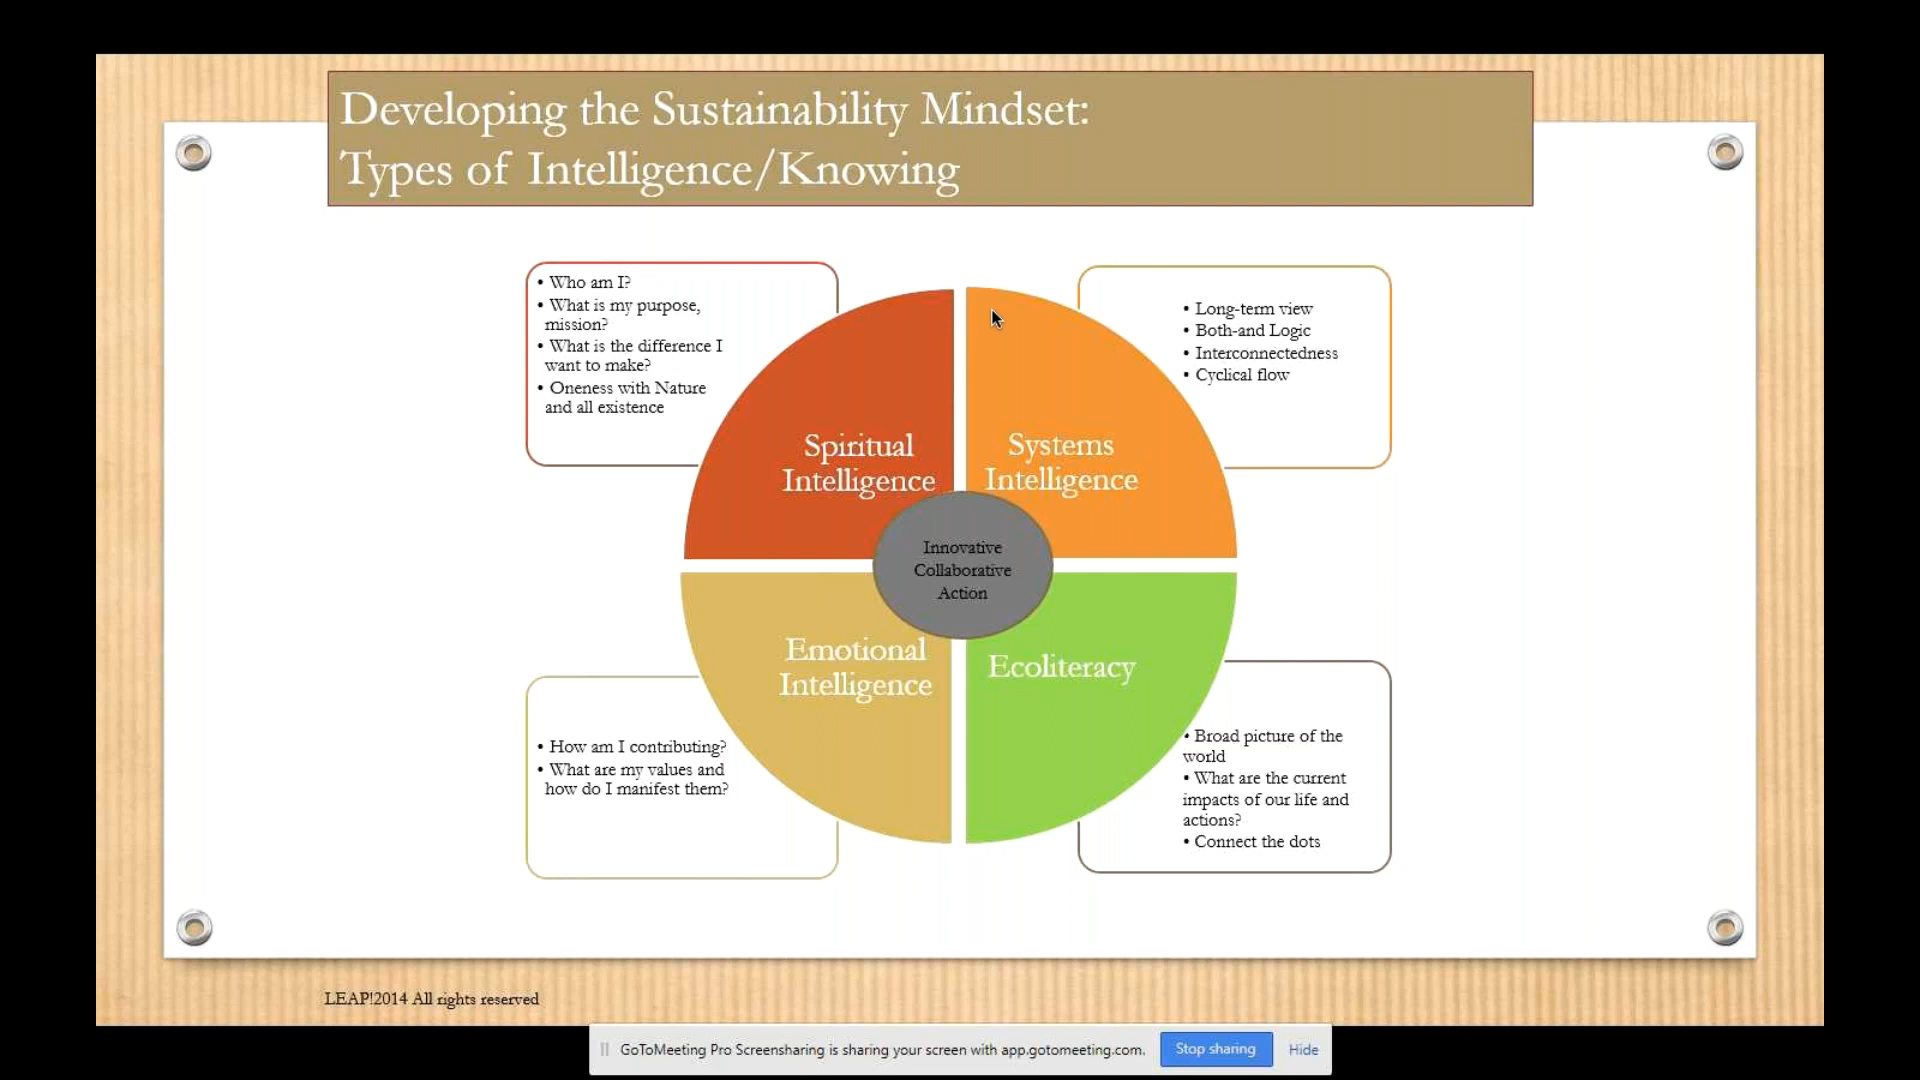 Developing the Sustainability Mindset:
Types of Intelligence/Knowing
• Who am I?
• What is my purpose,
mission?
• What is the difference I
want to make?
• Oneness with Nature
and all existence
• Long-term view
• Both-and Logic
• Interconnectedness
• Cyclical flow
Spiritual
Intelligence
Systems
Intelligence
Innovative
Collaborative
Action
Emotional
Intelligence
Ecoliteracy
• How am I contributing?
• What are my values and
how do I manifest them?
• Broad picture of the
world
• What are the current
impacts of our life and
actions?
• Connect the dots
LEAP!2014 All rights reserved
GoToMeeting Pro Screensharing is sharing your screen with app.gotomeeting.com.
Stop sharing
Hide